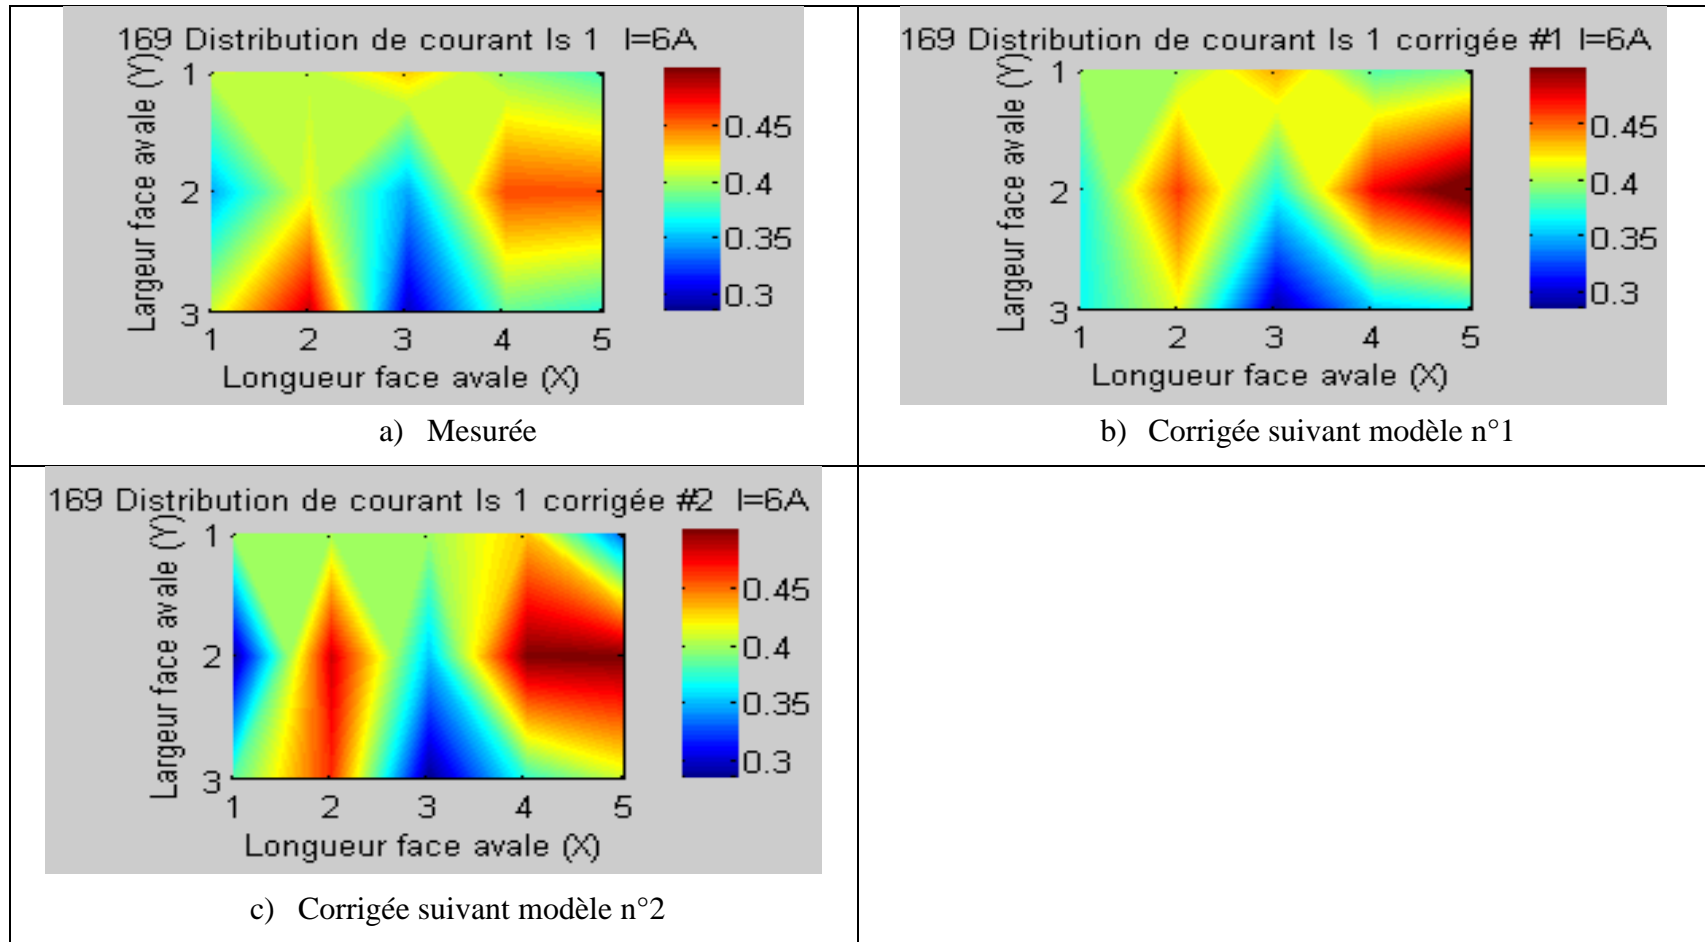 169 Distribution de courant Is 1 I=6A
Largeur face avale (Y)
1
2
3
1 2 3 4 5
Longueur face avale (X)
0.45
0.4
0.35
0.3
a) Mesurée
169 Distribution de courant Is 1 corrigée #1 I=6A
Largeur face avale (Y)
1
2
3
1 2 3 4 5
Longueur face avale (X)
0.45
0.4
0.35
0.3
b) Corrigée suivant modèle n°1
169 Distribution de courant Is 1 corrigée #2 I=6A
Largeur face avale (Y)
1
2
3
1 2 3 4 5
Longueur face avale (X)
0.45
0.4
0.35
0.3
c) Corrigée suivant modèle n°2